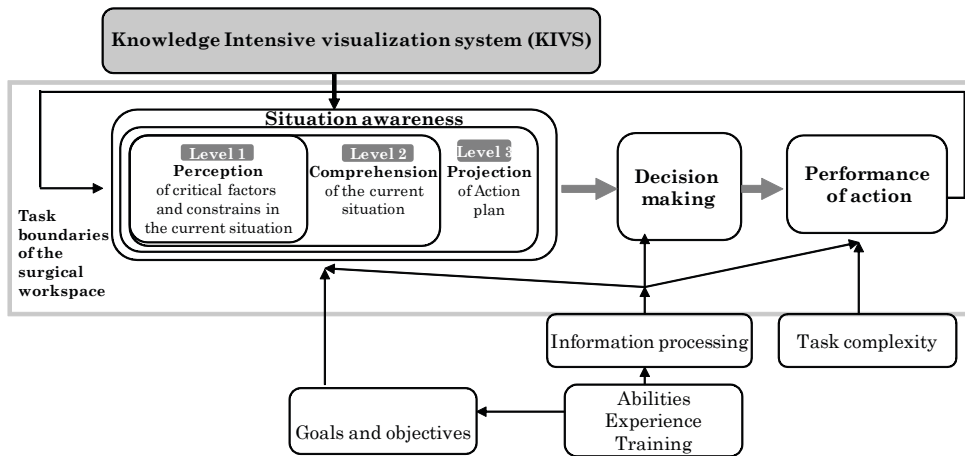 Knowledge Intensive visualization system (KIVS)
Situation awareness
Level 1
Perception
of critical factors
and constrains in
the current situation
Level 2
Comprehension
of the current
situation
Level 3
Projection
of Action
plan
Decision
making
Performance
of action
Task
boundaries
of the
surgical
workspace
Information processing
Task complexity
Goals and objectives
Abilities
Experience
Training